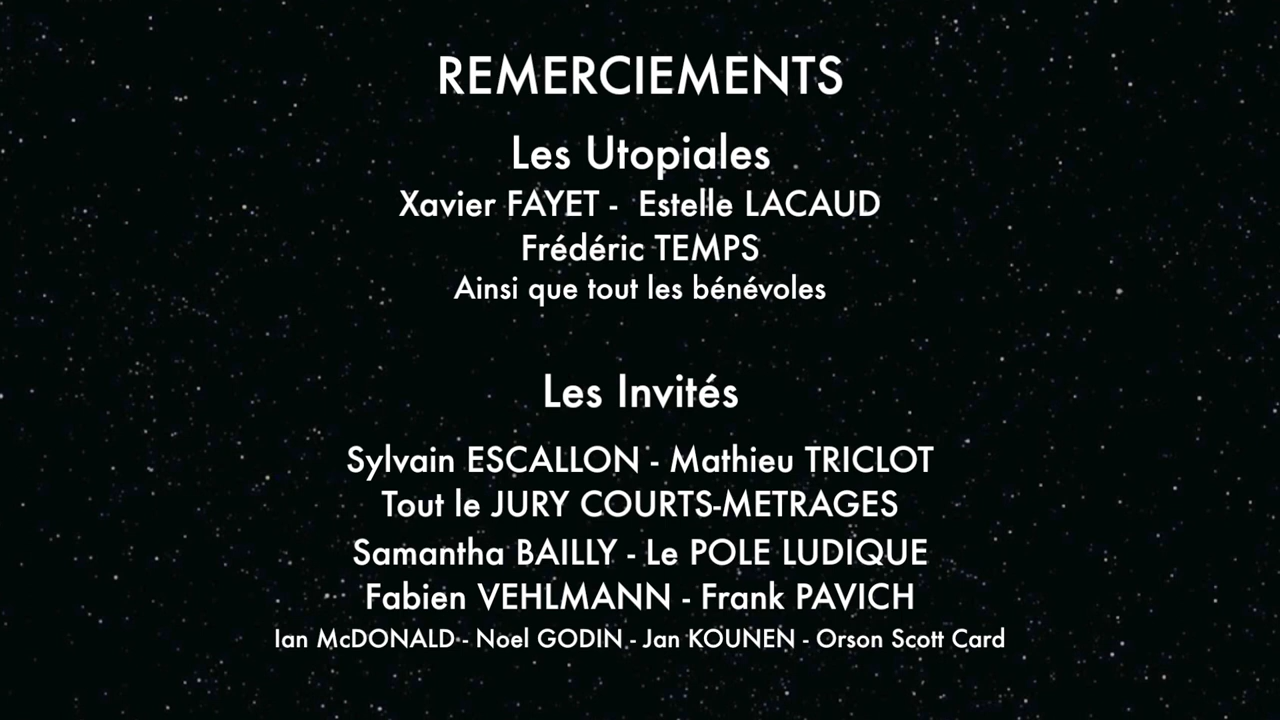 REMERCIEMENTS
Les Utopiales
Xavier FAYET - Estelle LACAUD
Frédéric TEMPS
Ainsi que tout les bénévoles
Les Invités
Sylvain ESCALLON - Mathieu TRICLOT
Tout le JURY COURTS-METRAGES
Samantha BAILLY - Le POLE LUDIQUE
Fabien VEHLMANN - Frank PAVICH
Ian McDONALD - Noel GODIN - Jan KOUNEN - Orson Scott Card